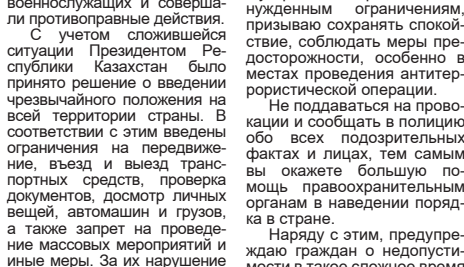 военнослужащих и соверша-
ли противоправные действия.
С учетом сложившейся
ситуации Президентом Ре-
спублики Казахстан было
принято решение о введении
чрезвычайного положения на
всей территории страны. В
соответствии с этим введены
ограничения на передвиже-
ние, въезд и выезд транс-
портных средств, проверка
документов, досмотр личных
вещей, автомашин и грузов,
а также запрет на проведе-
ние массовых мероприятий и
иные меры. За их нарушение
нужденным ограничениям,
призываю сохранять спокой-
ствие, соблюдать меры пре-
досторожности, особенно в
местах проведения антитер-
рористической операции.
Не поддаваться на прово-
кации и сообщать в полицию
обо всех подозрительных
фактах и лицах, тем самым
вы окажете большую по-
мощь правоохранительным
органам в наведении поряд-
ка в стране.
Наряду с этим, предупре-
ждаю граждан о недопусти-
мости в такое сложное время